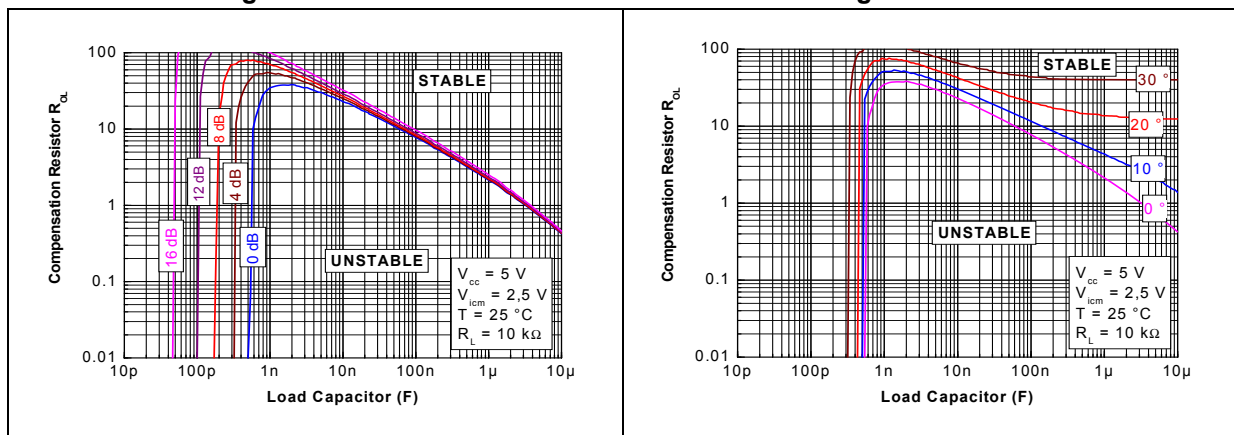 100
10
1
0.1
0.01
10p 100p 1n 10n 100n 1µ 10µ
Compensation Resistor R_OL
Load Capacitor (F)
STABLE
UNSTABLE
16 dB
12 dB
8 dB
4 dB
0 dB
V_cc = 5 V
V_icm = 2,5 V
T = 25 °C
R_L = 10 kΩ
100
10
1
0.1
0.01
10p 100p 1n 10n 100n 1µ 10µ
Compensation Resistor R_OL
Load Capacitor (F)
STABLE
UNSTABLE
30 °
20 °
10 °
0 °
V_cc = 5 V
V_icm = 2,5 V
T = 25 °C
R_L = 10 kΩ